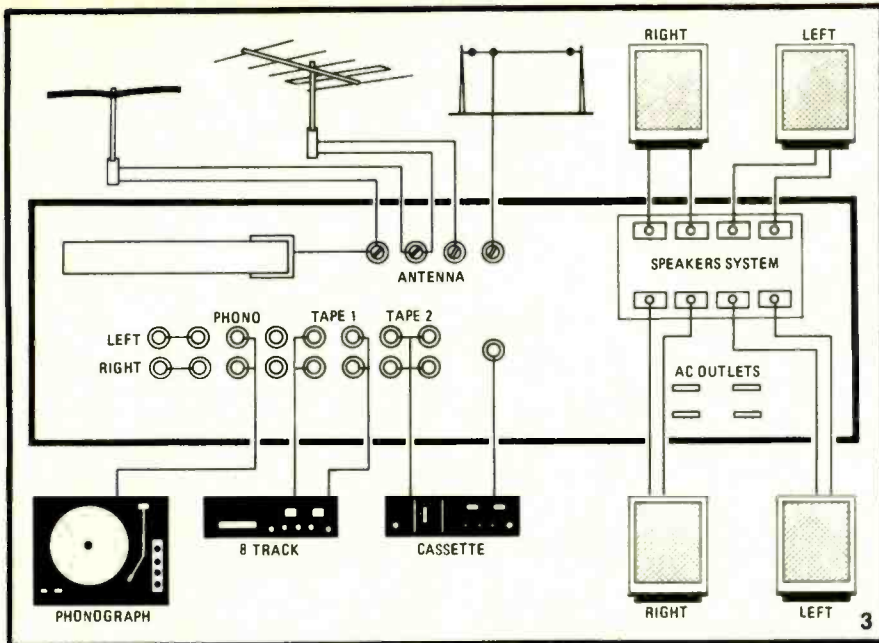 RIGHT LEFT
ANTENNA
SPEAKERS SYSTEM
PHONO TAPE 1 TAPE 2
LEFT
RIGHT
AC OUTLETS
8 TRACK
CASSETTE
PHONOGRAPH
RIGHT LEFT
3